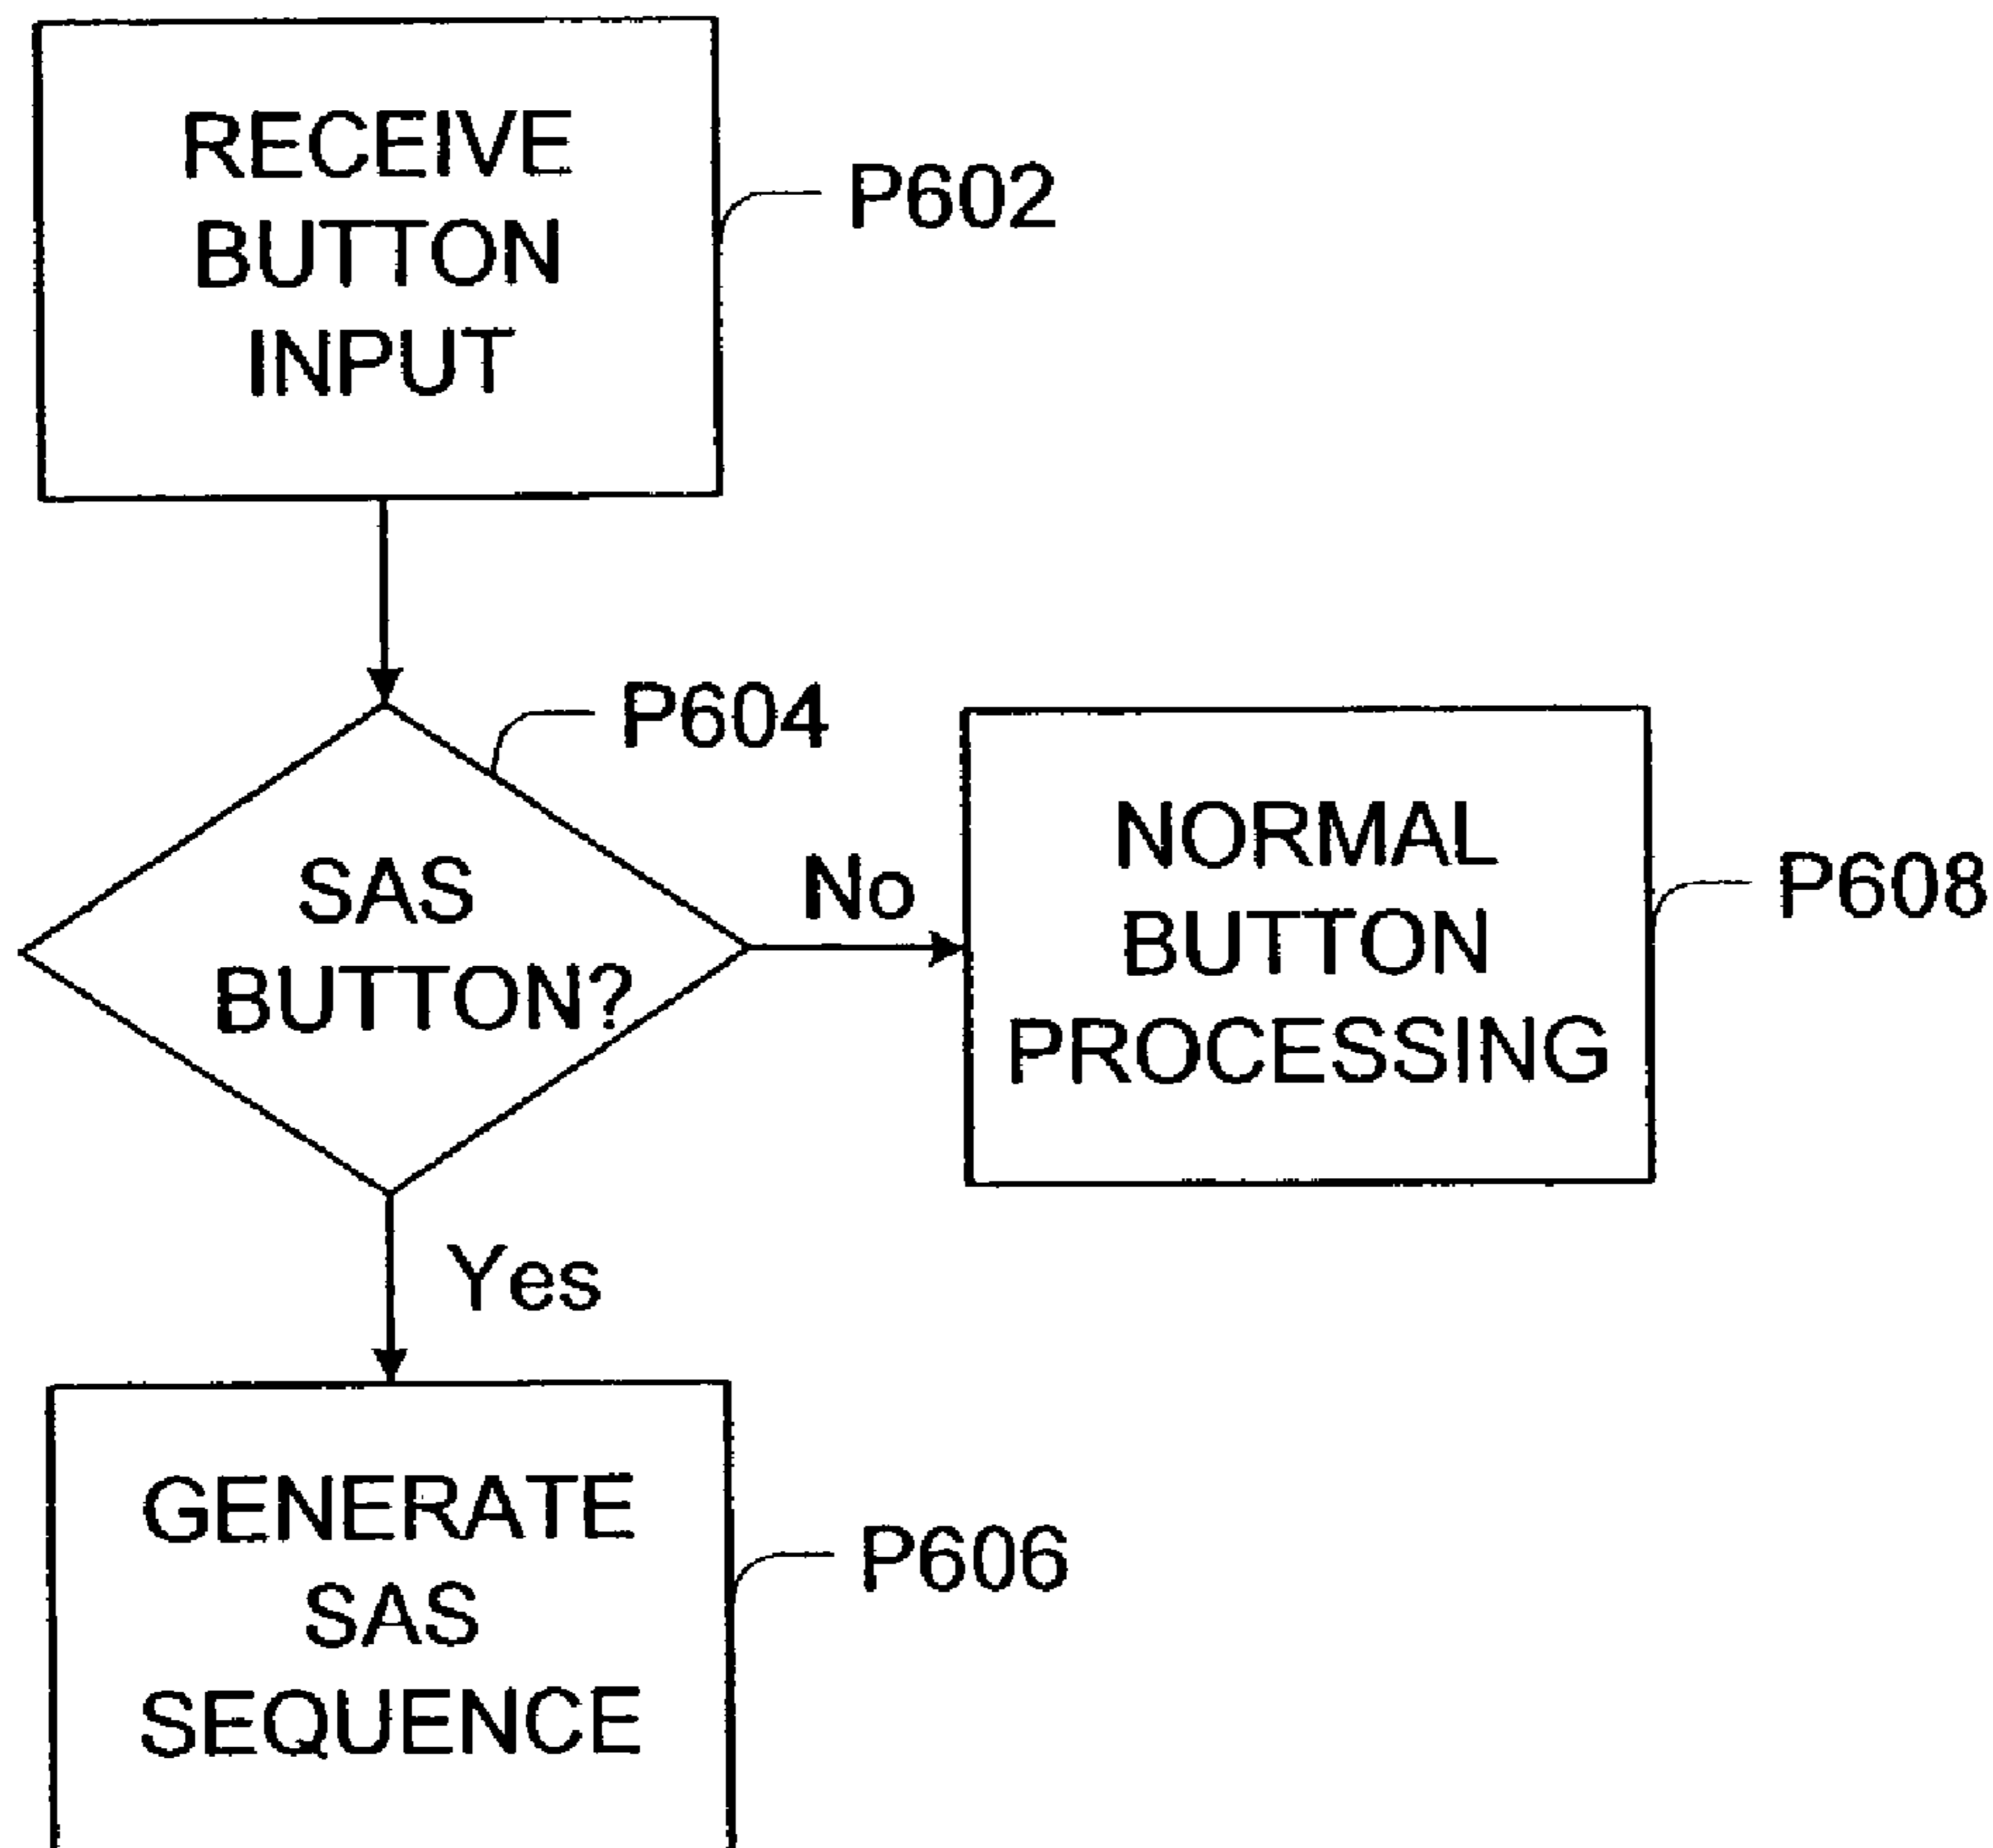 RECEIVE
BUTTON
INPUT
P602
P604
SAS
BUTTON?
No
NORMAL
BUTTON
PROCESSING
P608
Yes
GENERATE
SAS
SEQUENCE
P606